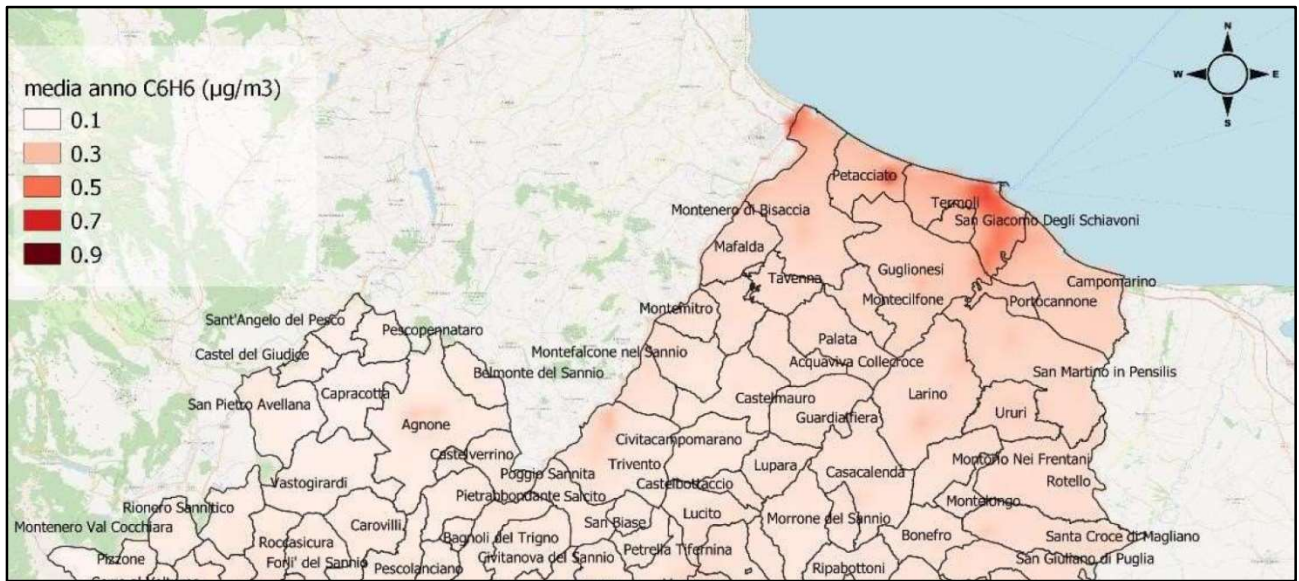 N
W E
S
media anno C6H6 (µg/m3)
0.1
0.3
0.5
0.7
0.9
Petacciato
Termoli
Montenero di Bisaccia
San Giacomo Degli Schiavoni
Mafalda
Guglionesi
Tavenna
Campomarino
Montecilfone
Portocannone
Montemitro
Sant'Angelo del Pesco
Pescopennataro
Palata
Castel del Giudice
Montefalcone nel Sannio
Acquaviva Collecroce
Belmonte del Sannio
San Martino in Pensilis
Capracotta
Larino
San Pietro Avellana
Castelmauro
Ururi
Guardialfiera
Agnone
Civitacampomarano
Castelverrino
Montorio Nei Frentani
Trivento
Lupara
Casacalenda
Poggio Sannita
Rotello
Vastogirardi
Castelbottaccio
Pietrabbondante
Salcito
Montelongo
Rionero Sannitico
Lucito
Morrone del Sannio
San Biase
Montenero Val Cocchiara
Carovilli
Bonefro
Santa Croce di Magliano
Bagnoli del Trigno
Roccasicura
Petrella Tifernina
Pizzone
Civitanova del Sannio
San Giuliano di Puglia
Forli' del Sannio
Pescolanciano
Ripabottoni